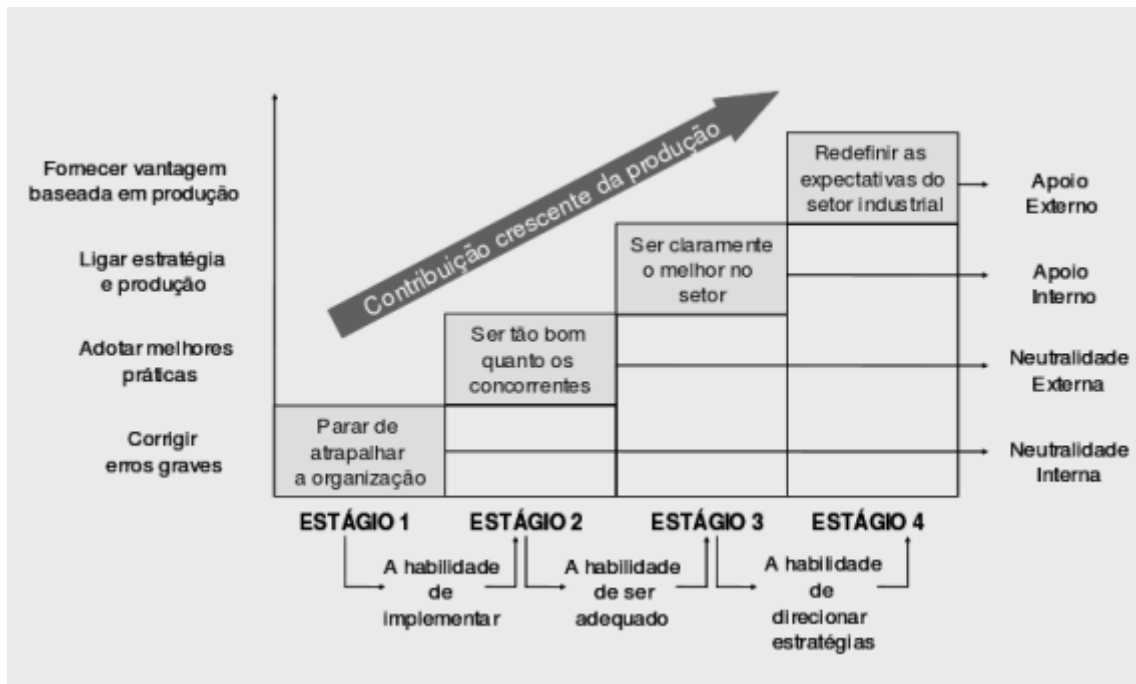 Contribuição crescente da produção
Fornecer vantagem
baseada em produção
Redefinir as
expectativas do
setor industrial
Apoio
Externo
Ligar estratégia
e produção
Ser claramente
o melhor no
setor
Apoio
Interno
Adotar melhores
práticas
Ser tão bom
quanto os
concorrentes
Neutralidade
Externa
Corrigir
erros graves
Parar de
atrapalhar
a organização
Neutralidade
Interna
ESTÁGIO 1
ESTÁGIO 2
ESTÁGIO 3
ESTÁGIO 4
A habilidade
de
implementar
A habilidade
de ser
adequado
A habilidade
de
direcionar
estratégias